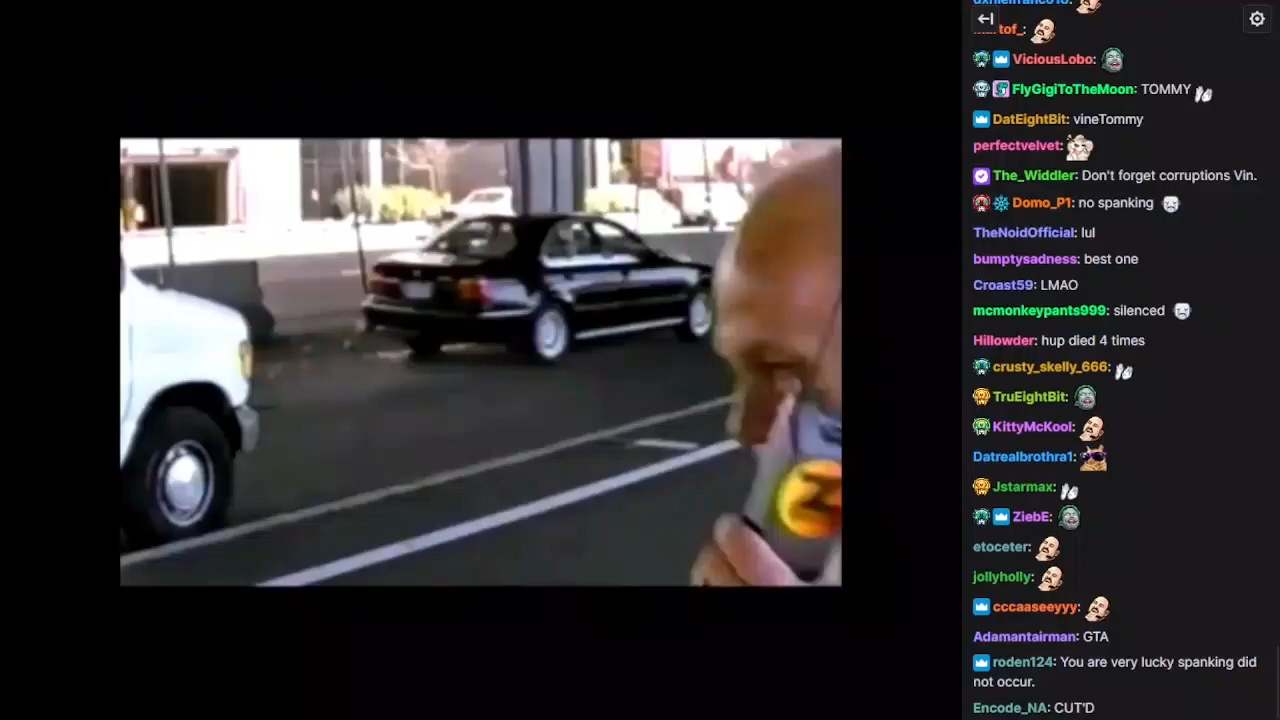 tof_:
ViciousLobo:
FlyGigiToTheMoon: TOMMY
DatEightBit: vineTommy
perfectvelvet:
The_Widdler: Don't forget corruptions Vin.
Domo_P1: no spanking
TheNoidOfficial: lul
bumptysadness: best one
Croast59: LMAO
mcmonkeypants999: silenced
Hillowder: hup died 4 times
crusty_skelly_666:
TruEightBit:
KittyMcKool:
Datrealbrothra1:
Jstarmax:
ZiebE:
etoceter:
jollyholly:
cccaaseeyyy:
Adamantairman: GTA
roden124: You are very lucky spanking did
not occur.
Encode_NA: CUT'D